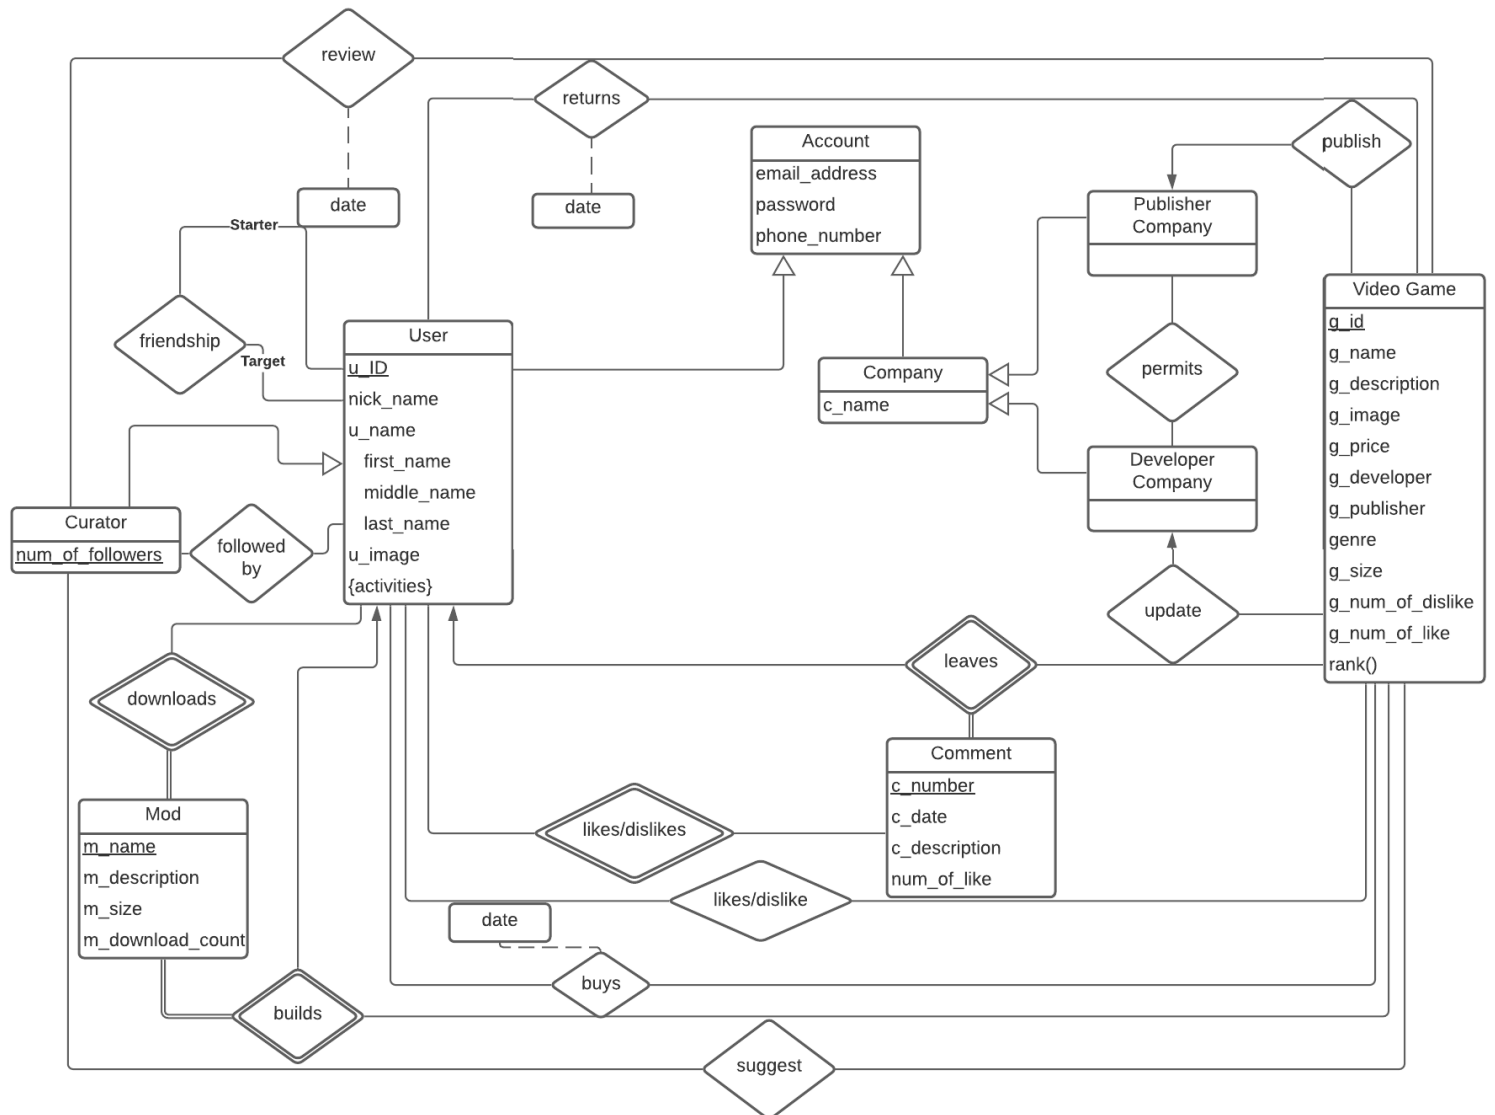 review
returns
Account
email_address
password
phone_number
publish
Publisher
Company
date
date
Starter
friendship
Target
User
u_ID
nick_name
u_name
first_name
middle_name
last_name
u_image
{activities}
Company
c_name
permits
Developer
Company
Video Game
g_id
g_name
g_description
g_image
g_price
g_developer
g_publisher
genre
g_size
g_num_of_dislike
g_num_of_like
rank()
Curator
num_of_followers
followed
by
update
leaves
downloads
Mod
m_name
m_description
m_size
m_download_count
likes/dislikes
Comment
c_number
c_date
c_description
num_of_like
likes/dislike
date
buys
builds
suggest